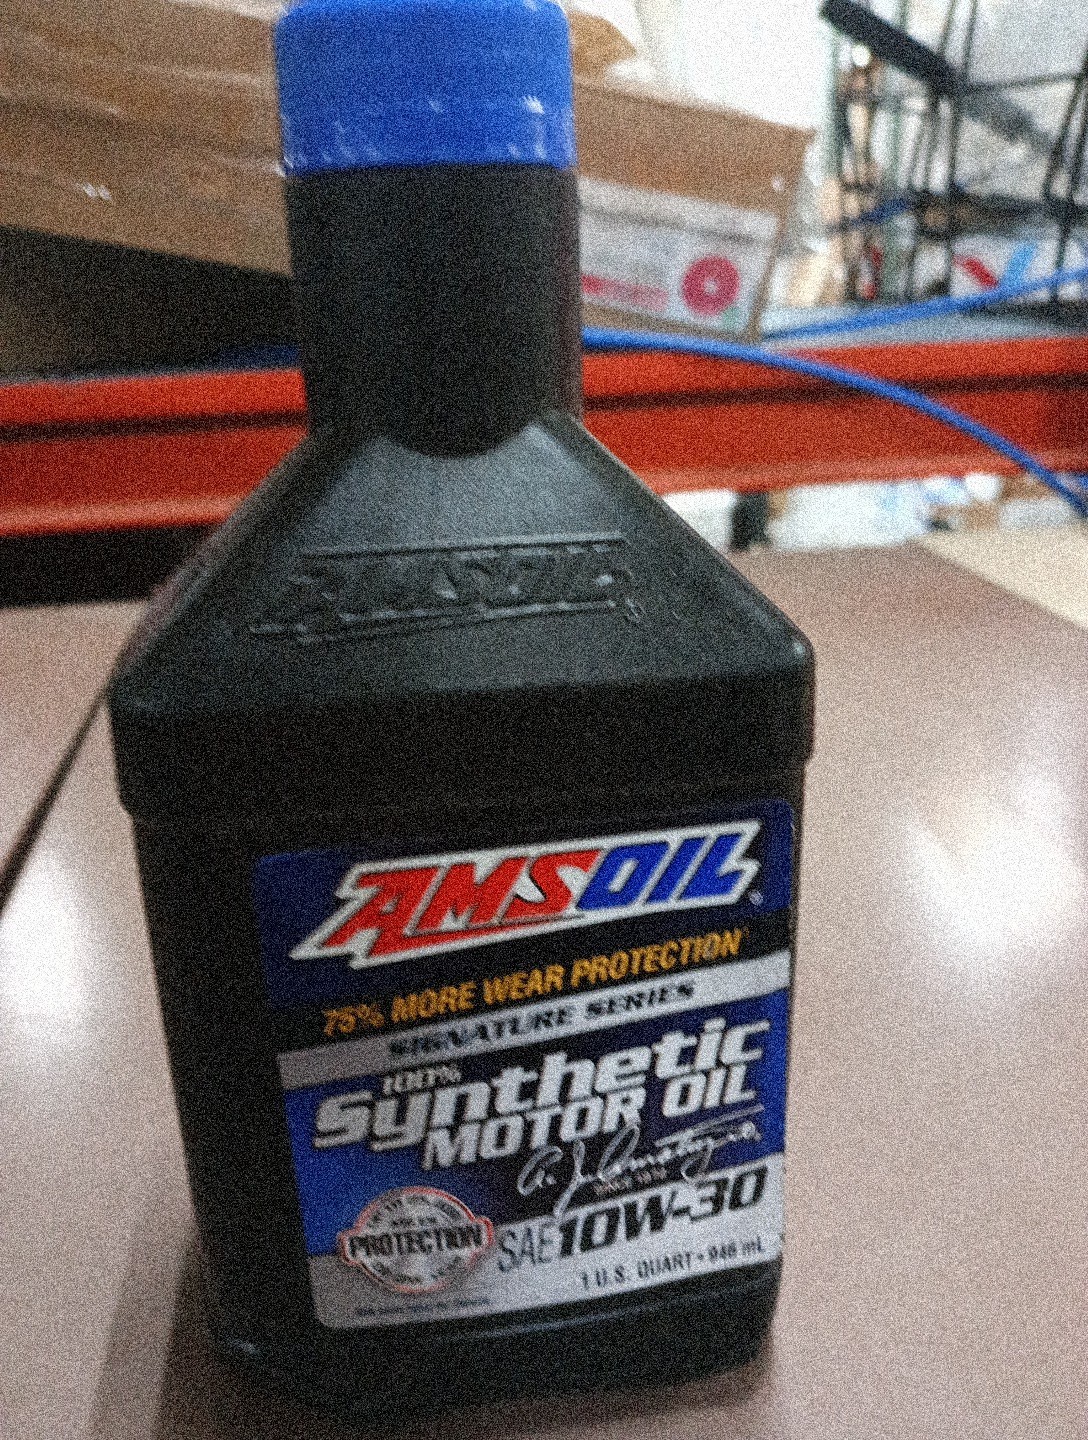 AMSOIL
AMSOIL
75% MORE WEAR PROTECTION
SIGNATURE SERIES
100%
Synthetic
MOTOR OIL
SAE 10W-30
PROTECTION
1 U.S. QUART • 946 mL